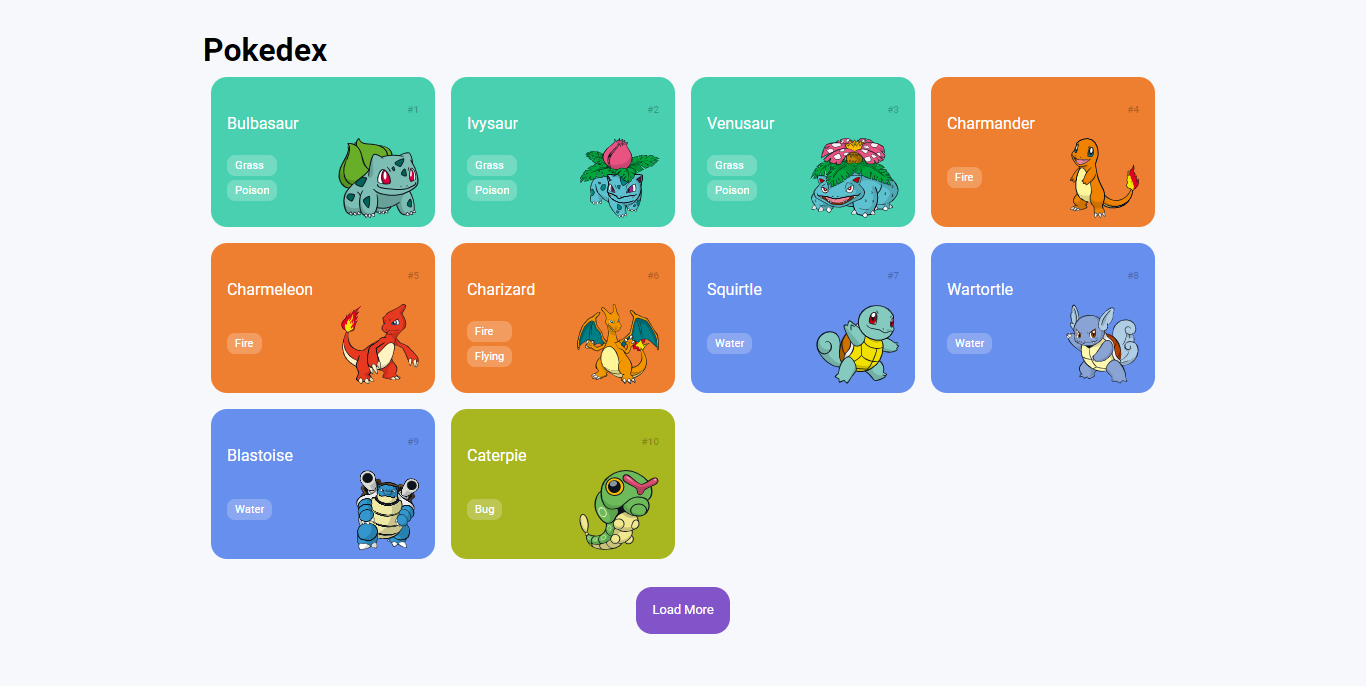 Pokedex
#1
Bulbasaur
Grass
Poison
#2
Ivysaur
Grass
Poison
#3
Venusaur
Grass
Poison
#4
Charmander
Fire
#5
Charmeleon
Fire
#6
Charizard
Fire
Flying
#7
Squirtle
Water
#8
Wartortle
Water
#9
Blastoise
Water
#10
Caterpie
Bug
Load More